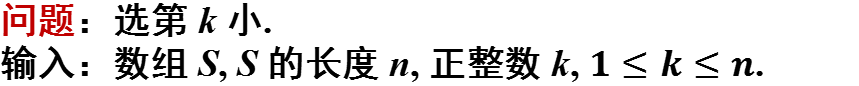 问题：选第 k 小.
输入：数组 S, S 的长度 n, 正整数 k, 1 ≤ k ≤ n.